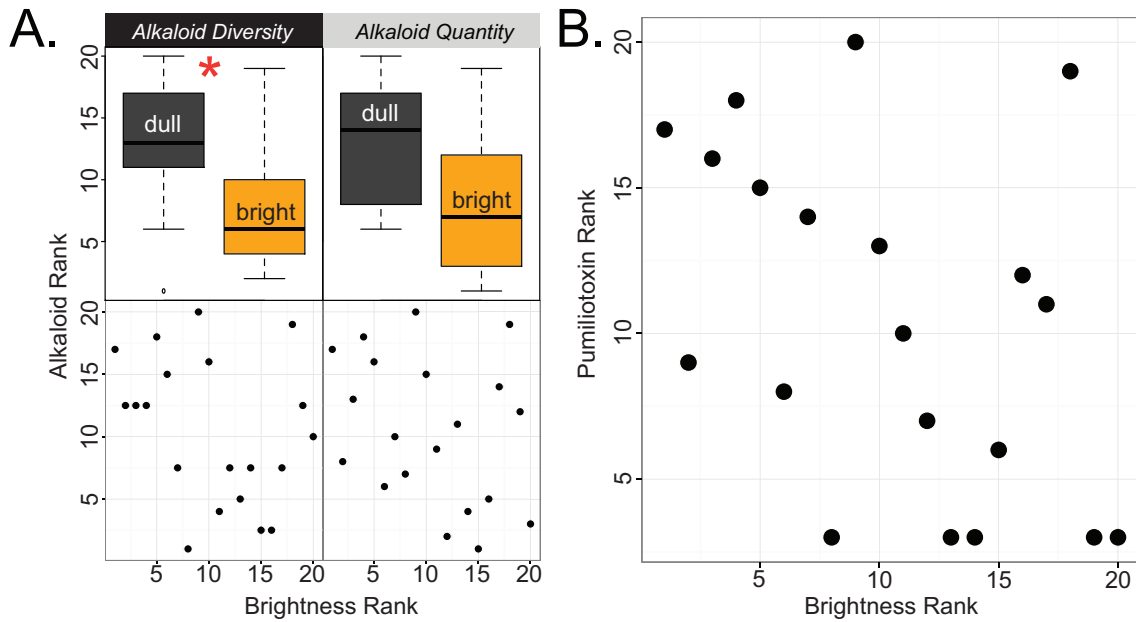 A.
Alkaloid Diversity
Alkaloid Quantity
*
dull
bright
dull
bright
20
15
10
5
20
15
10
5
Alkaloid Rank
5 10 15 20 5 10 15 20
Brightness Rank
B.
20
15
10
5
Pumiliotoxin Rank
5 10 15 20
Brightness Rank